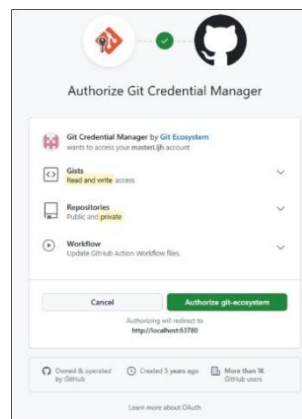 Authorize Git Credential Manager
Git Credential Manager by Git Ecosystem
wants to access your masterLijh account
Gists
Read and write access
Repositories
Public and private
Workflow
Update GitHub Action Workflow files.
Cancel
Authorize git-ecosystem
Authorizing will redirect to
http://localhost:63780
Owned & operated
by GitHub
Created 5 years ago
More than 1K
GitHub users
Learn more about OAuth